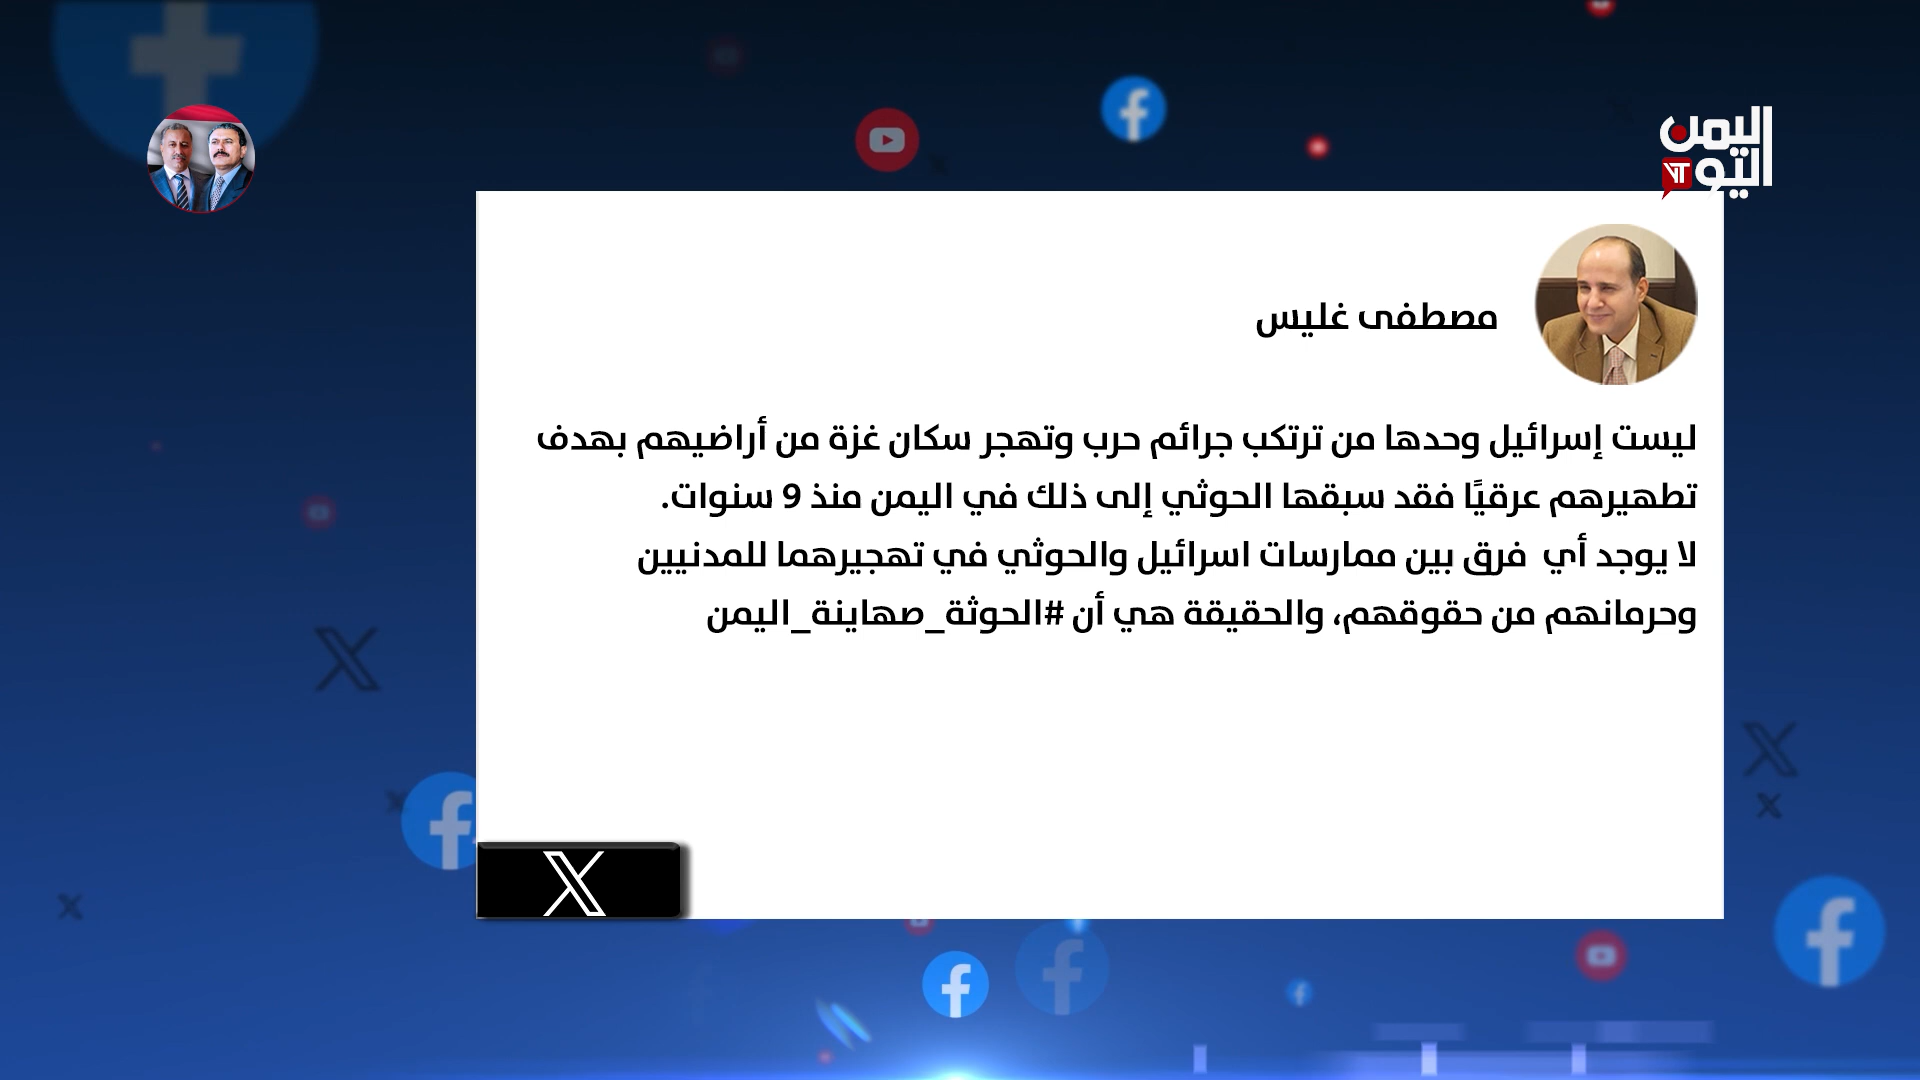 اليمن
اليوم
YT
مصطفى غليس
ليست إسرائيل وحدها من ترتكب جرائم حرب وتهجر سكان غزة من أراضيهم بهدف
تطهيرهم عرقيًا فقد سبقها الحوثي إلى ذلك في اليمن منذ 9 سنوات.
لا يوجد أي فرق بين ممارسات اسرائيل والحوثي في تهجيرهما للمدنيين
وحرمانهم من حقوقهم، والحقيقة هي أن #الحوثة_صهاينة_اليمن